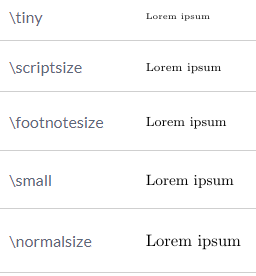 \tiny Lorem ipsum
\scriptsize Lorem ipsum
\footnotesize Lorem ipsum
\small Lorem ipsum
\normalsize Lorem ipsum